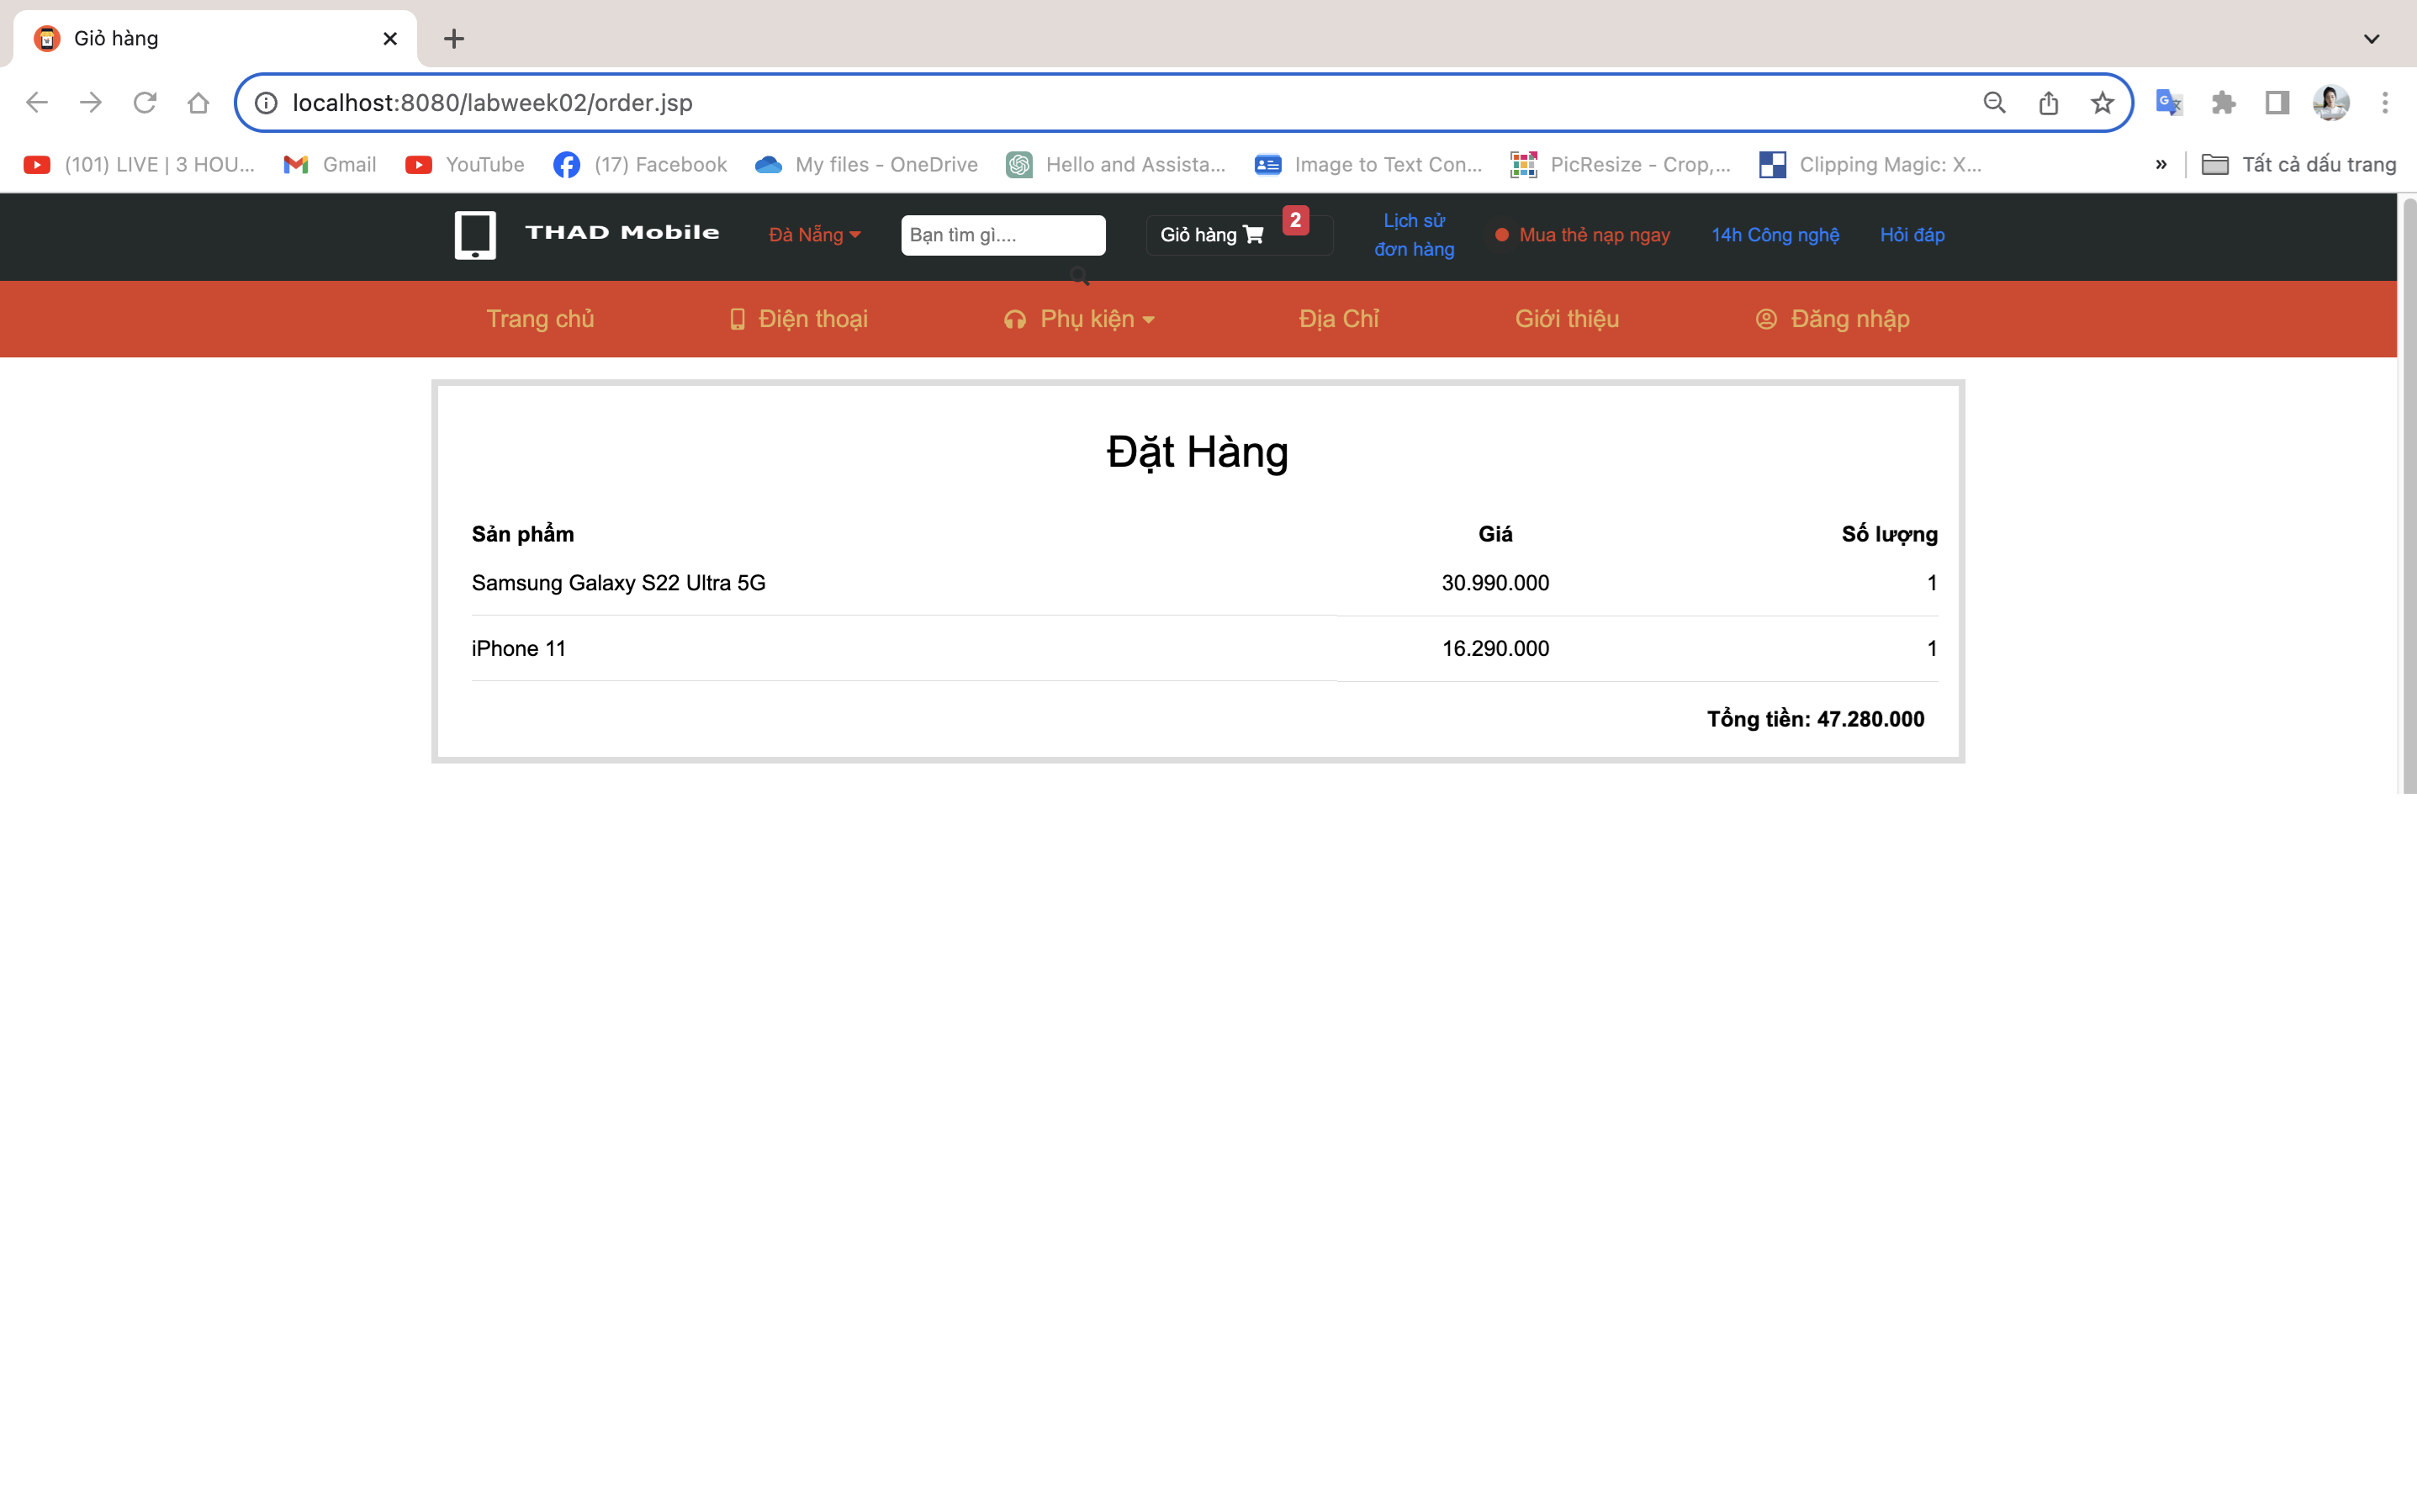 Giỏ hàng
localhost:8080/labweek02/order.jsp
(101) LIVE | 3 HOU...
Gmail
YouTube
(17) Facebook
My files - OneDrive
Hello and Assista...
Image to Text Con...
PicResize - Crop,...
Clipping Magic: X...
»
Tất cả dấu trang
THAD Mobile
Đà Nẵng
Bạn tìm gì....
Giỏ hàng
2
Lịch sử
đơn hàng
Mua thẻ nạp ngay
14h Công nghệ
Hỏi đáp
Trang chủ
Điện thoại
Phụ kiện
Địa Chỉ
Giới thiệu
Đăng nhập
Đặt Hàng
Sản phẩm Giá Số lượng
Samsung Galaxy S22 Ultra 5G 30.990.000 1
iPhone 11 16.290.000 1
Tổng tiền: 47.280.000